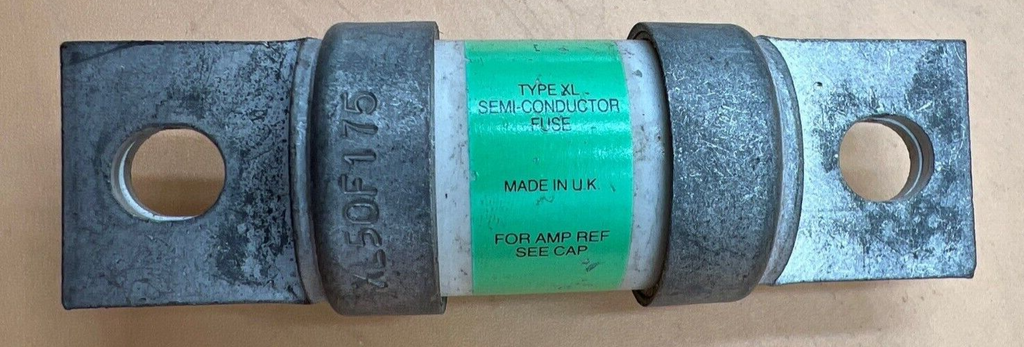 XL50F175
TYPE XL
SEMI-CONDUCTOR
FUSE
MADE IN U.K.
FOR AMP REF
SEE CAP